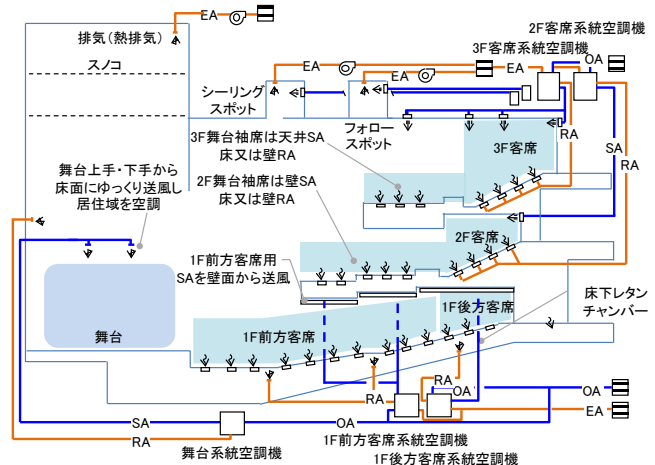 EA
2F客席系統空調機
排気(熱排気)
3F客席系統空調機
スノコ
EA
EA
EA
OA
シーリング
スポット
フォロー
スポット
RA
SA
RA
3F舞台袖席は天井SA
床又は壁RA
3F客席
舞台上手・下手から
床面にゆっくり送風し
居住域を空調
2F舞台袖席は壁SA
床又は壁RA
2F客席
1F前方客席用
SAを壁面から送風
1F後方客席
床下レタン
チャンバー
舞台
1F前方客席
RA
RA
OA
OA
SA
OA
EA
RA
1F前方客席系統空調機
舞台系統空調機
1F後方客席系統空調機